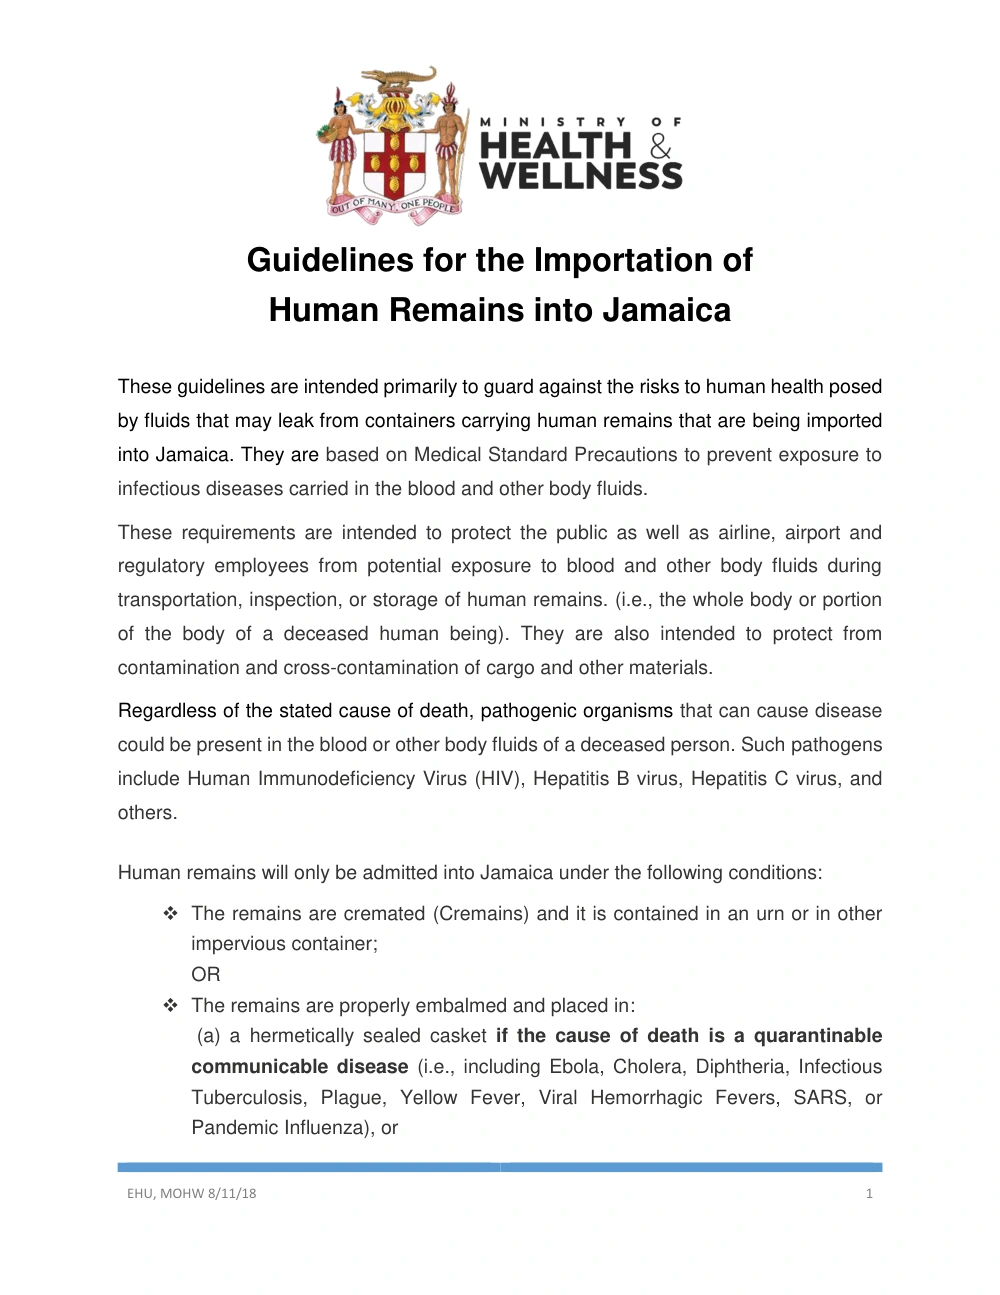 MINISTRY OF
HEALTH &
WELLNESS
OUT OF MANY, ONE PEOPLE
Guidelines for the Importation of
Human Remains into Jamaica
These guidelines are intended primarily to guard against the risks to human health posed
by fluids that may leak from containers carrying human remains that are being imported
into Jamaica. They are based on Medical Standard Precautions to prevent exposure to
infectious diseases carried in the blood and other body fluids.
These requirements are intended to protect the public as well as airline, airport and
regulatory employees from potential exposure to blood and other body fluids during
transportation, inspection, or storage of human remains. (i.e., the whole body or portion
of the body of a deceased human being). They are also intended to protect from
contamination and cross-contamination of cargo and other materials.
Regardless of the stated cause of death, pathogenic organisms that can cause disease
could be present in the blood or other body fluids of a deceased person. Such pathogens
include Human Immunodeficiency Virus (HIV), Hepatitis B virus, Hepatitis C virus, and
others.
Human remains will only be admitted into Jamaica under the following conditions:
❖ The remains are cremated (Cremains) and it is contained in an urn or in other
impervious container;
OR
❖ The remains are properly embalmed and placed in:
(a) a hermetically sealed casket if the cause of death is a quarantinable
communicable disease (i.e., including Ebola, Cholera, Diphtheria, Infectious
Tuberculosis, Plague, Yellow Fever, Viral Hemorrhagic Fevers, SARS, or
Pandemic Influenza), or
EHU, MOHW 8/11/18 1